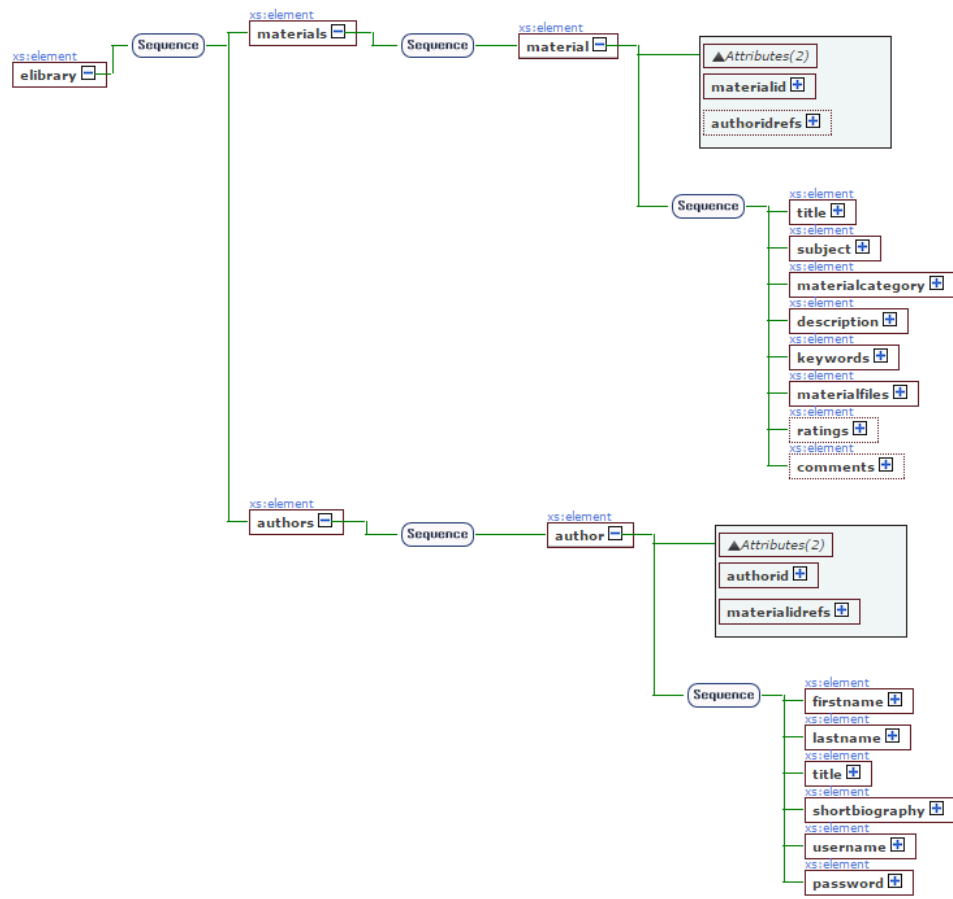 xs:element
elibrary
Sequence
xs:element
materials
Sequence
xs:element
material
Attributes(2)
materialid
authoridrefs
Sequence
xs:element
title
xs:element
subject
xs:element
materialcategory
xs:element
description
xs:element
keywords
xs:element
materialfiles
xs:element
ratings
xs:element
comments
xs:element
authors
Sequence
xs:element
author
Attributes(2)
authorid
materialidrefs
Sequence
xs:element
firstname
xs:element
lastname
xs:element
title
xs:element
shortbiography
xs:element
username
xs:element
password